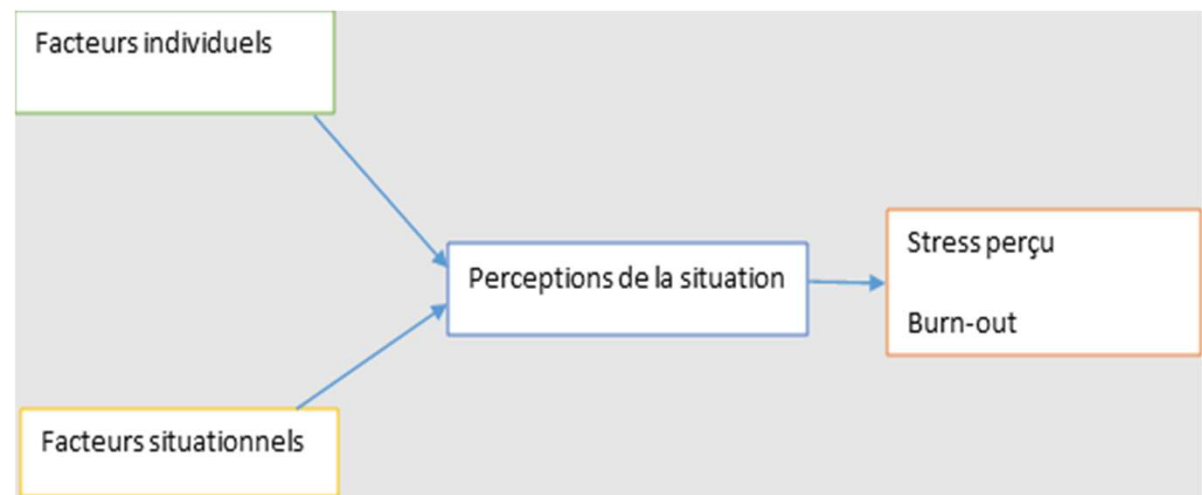 Facteurs individuels
Perceptions de la situation
Stress perçu
Burn-out
Facteurs situationnels